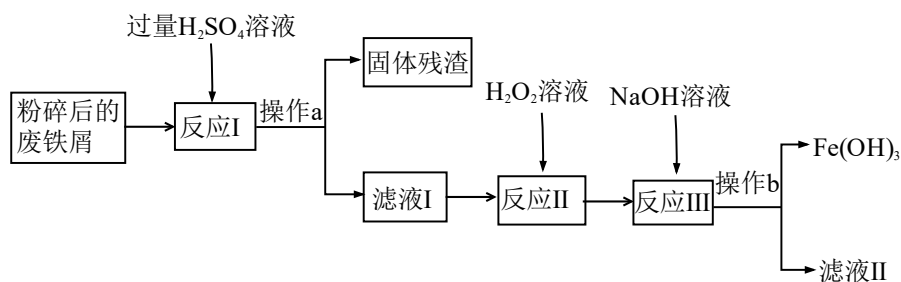 过量H₂SO₄溶液
固体残渣
H₂O₂溶液
NaOH溶液
粉碎后的
废铁屑
反应I
操作a
Fe(OH)₃
滤液I
反应II
反应III
操作b
滤液II